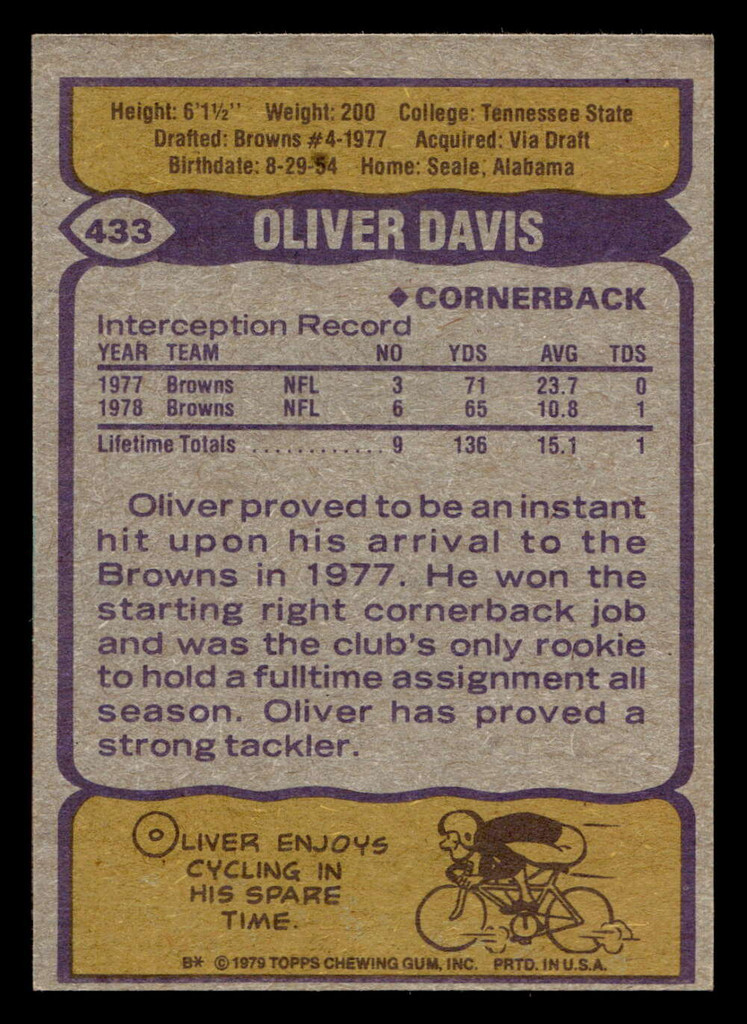 Height: 6'1½" Weight: 200 College: Tennessee State
Drafted: Browns #4-1977 Acquired: Via Draft
Birthdate: 8-29-54 Home: Seale, Alabama
433 OLIVER DAVIS
◆CORNERBACK
Interception Record
YEAR TEAM NO YDS AVG TDS
1977 Browns NFL 3 71 23.7 0
1978 Browns NFL 6 65 10.8 1
Lifetime Totals ............ 9 136 15.1 1
Oliver proved to be an instant
hit upon his arrival to the
Browns in 1977. He won the
starting right cornerback job
and was the club's only rookie
to hold a fulltime assignment all
season. Oliver has proved a
strong tackler.
OLIVER ENJOYS
CYCLING IN
HIS SPARE
TIME.
B* © 1979 TOPPS CHEWING GUM, INC. PRTD. IN U.S.A.